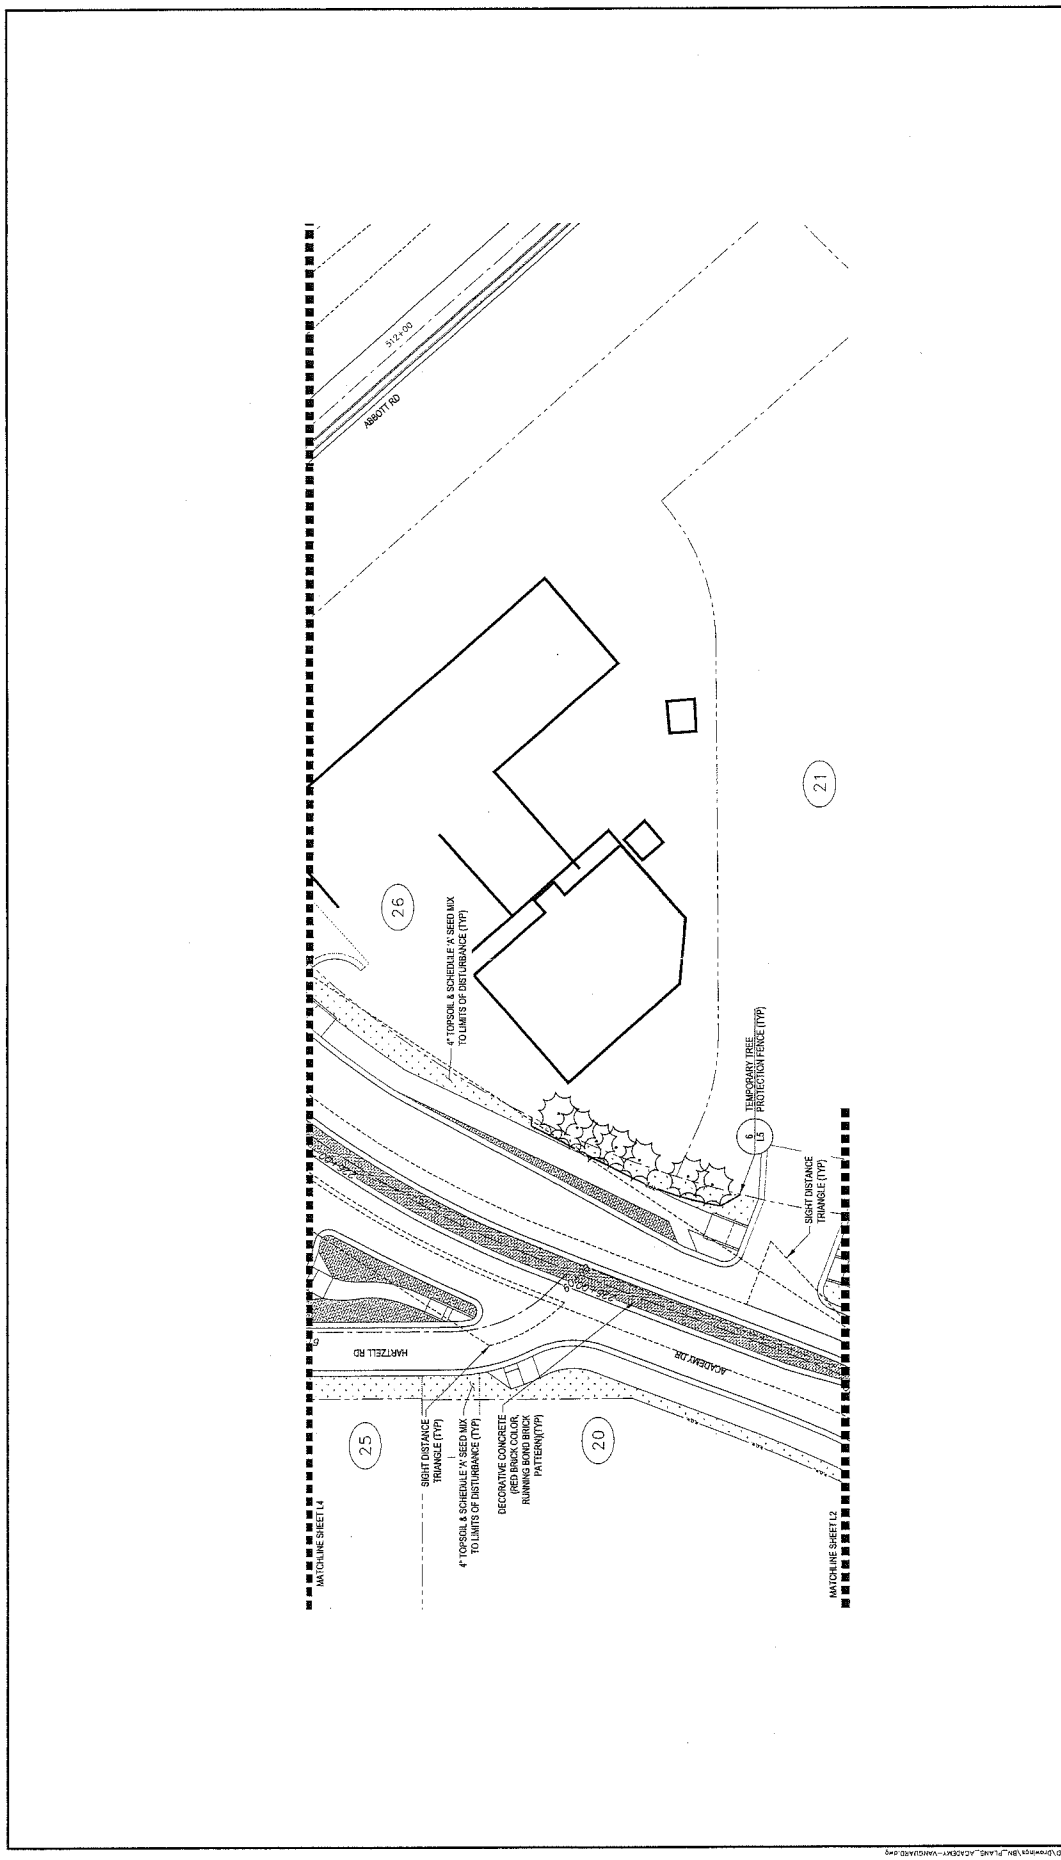 512+00
ABBOTT RD
21
26
4" TOPSOIL & SCHEDULE 'A' SEED MIX
TO LIMITS OF DISTURBANCE (TYP)
TEMPORARY TREE
PROTECTION FENCE (TYP)
6
L5
SIGHT DISTANCE
TRIANGLE (TYP)
HARTZELL RD
ACADEMY DR.
25
20
SIGHT DISTANCE
TRIANGLE (TYP)
4" TOPSOIL & SCHEDULE 'A' SEED MIX
TO LIMITS OF DISTURBANCE (TYP)
DECORATIVE CONCRETE
(RED BRICK COLOR,
RUNNING BOND BRICK
PATTERN)(TYP)
MATCHLINE SHEET L4
MATCHLINE SHEET L2